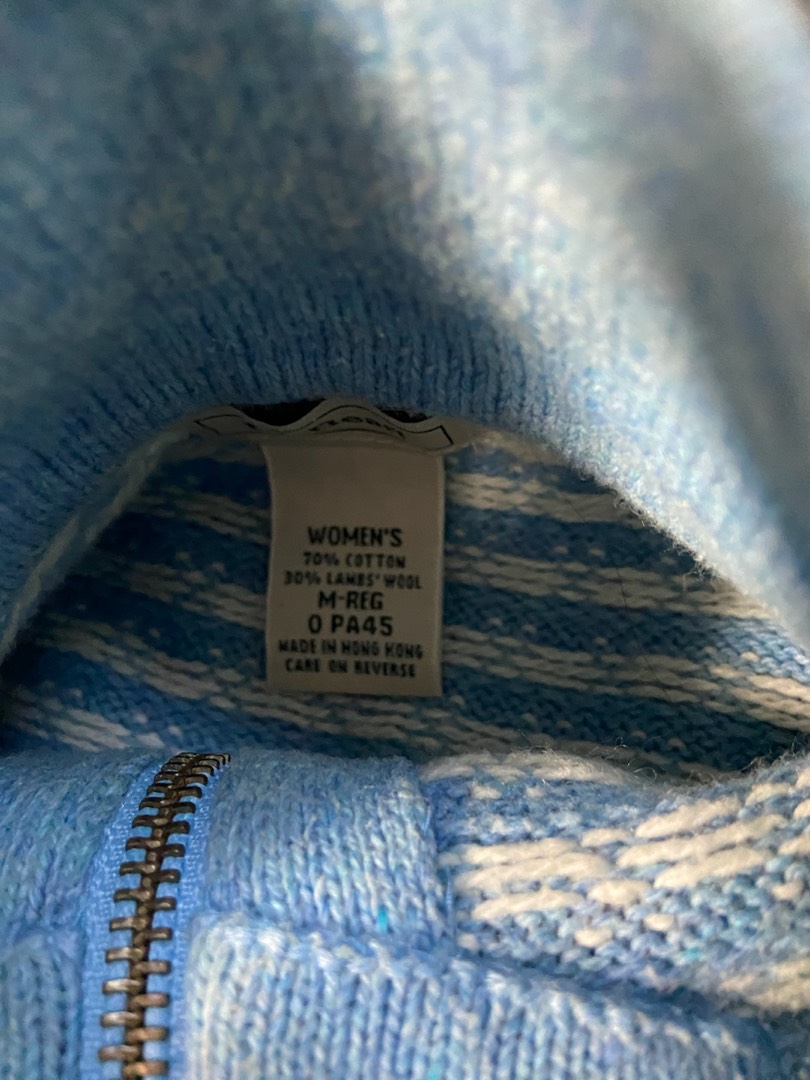 WOMEN'S
70% COTTON
30% LAMBS' WOOL
M-REG
0 PA45
MADE IN HONG KONG
CARE ON REVERSE